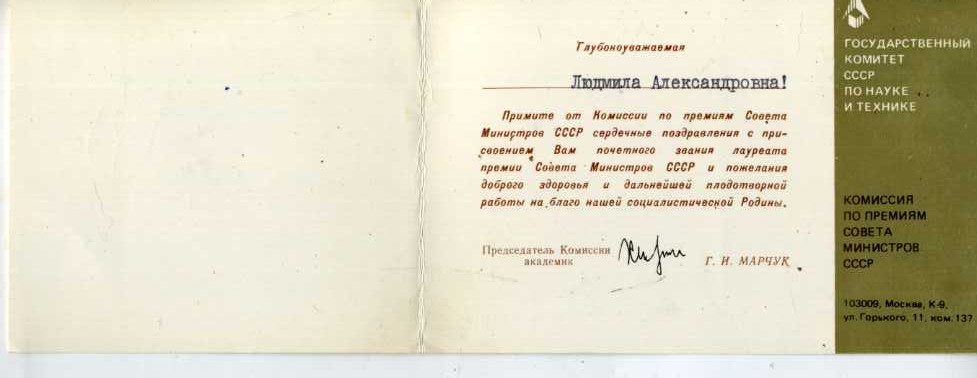 Глубоноуважаемая
Людмила Александровна!
Примите от Комиссии по премиям Совета
Министров СССР сердечные поздравления с при-
своением Вам почетного звания лауреата
премии Совета Министров СССР и пожелания
доброго здоровья и дальнейшей плодотворной
работы на благо нашей социалистической Родины.
Председатель Комиссии
академик
Г. И. МАРЧУК
ГОСУДАРСТВЕННЫЙ
КОМИТЕТ
СССР
ПО НАУКЕ
И ТЕХНИКЕ
КОМИССИЯ
ПО ПРЕМИЯМ
СОВЕТА
МИНИСТРОВ
СССР
103009, Москва, К-9,
ул. Горького, 11, ком. 137